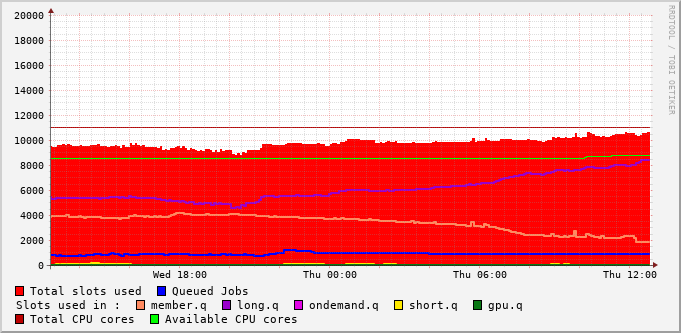 RRDTOOL / TOBI OETIKER
20000
18000
16000
14000
12000
10000
8000
6000
4000
2000
0
Wed 18:00 Thu 00:00 Thu 06:00 Thu 12:00
Total slots used Queued Jobs
Slots used in : member.q long.q ondemand.q short.q gpu.q
Total CPU cores Available CPU cores